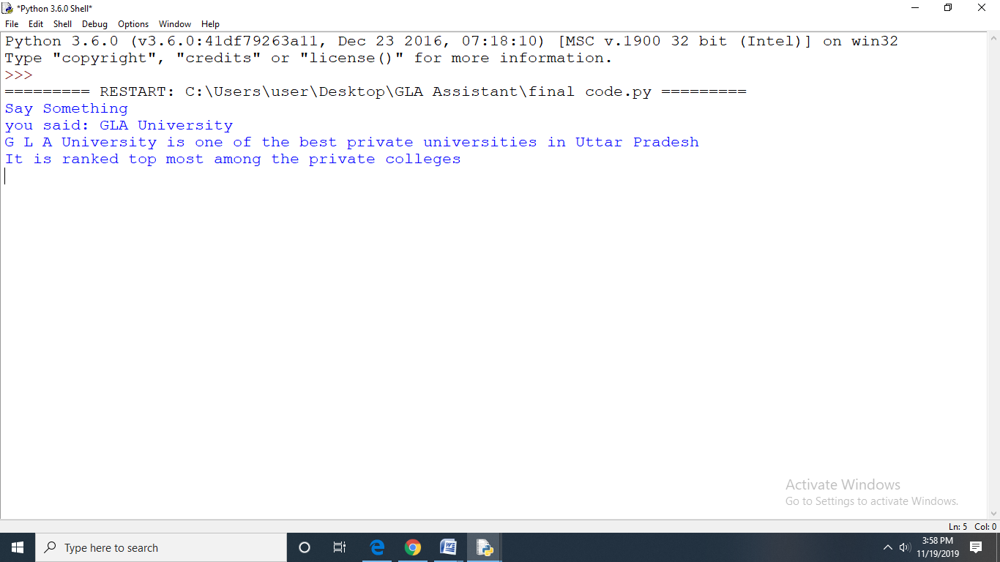 *Python 3.6.0 Shell*
File Edit Shell Debug Options Window Help
Python 3.6.0 (v3.6.0:41df79263a11, Dec 23 2016, 07:18:10) [MSC v.1900 32 bit (Intel)] on win32
Type "copyright", "credits" or "license()" for more information.
>>>
========= RESTART: C:\Users\user\Desktop\GLA Assistant\final code.py =========
Say Something
you said: GLA University
G L A University is one of the best private universities in Uttar Pradesh
It is ranked top most among the private colleges
Activate Windows
Go to Settings to activate Windows.
Ln: 5 Col: 0
Type here to search
3:58 PM
11/19/2019